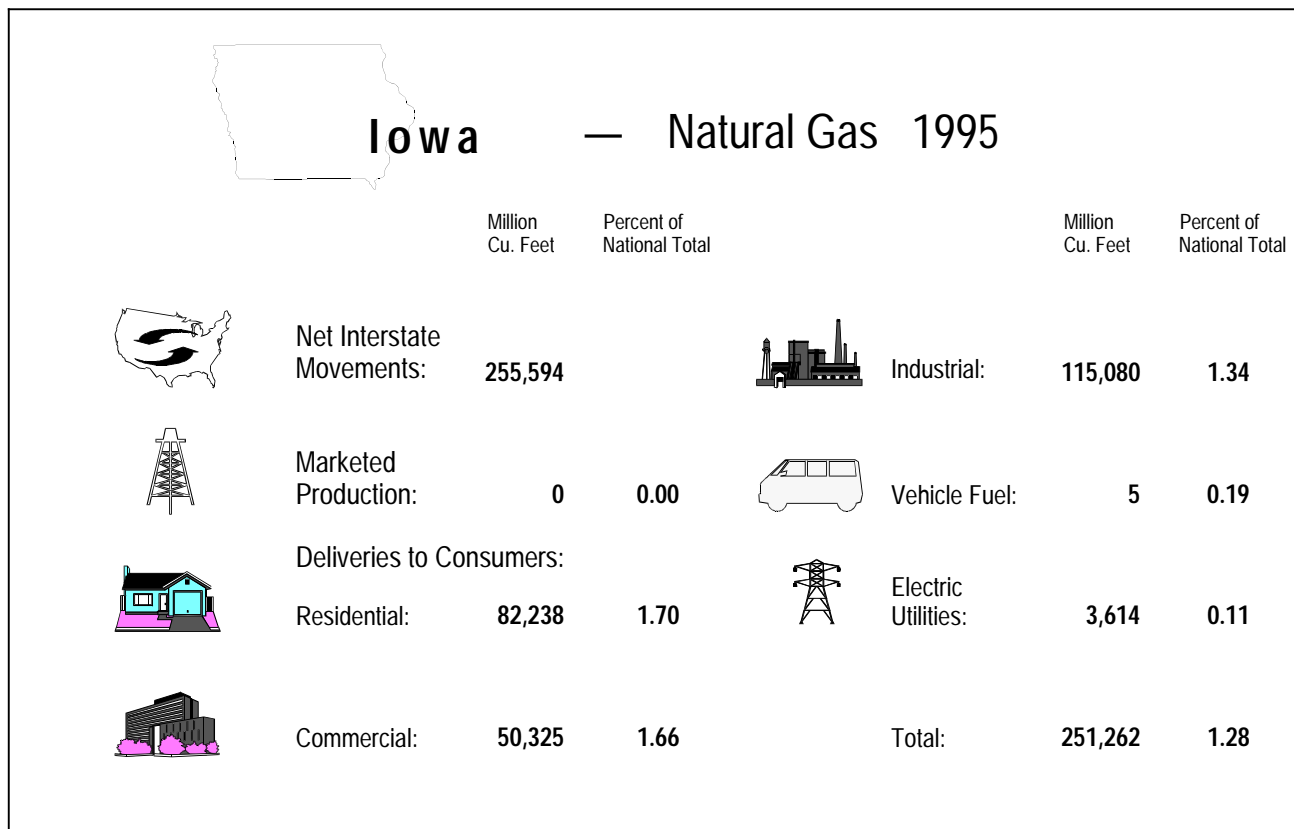 Iowa — Natural Gas 1995
Million Cu. Feet Percent of National Total Million Cu. Feet Percent of National Total
Net Interstate
Movements: 255,594
Industrial: 115,080 1.34
Marketed
Production: 0 0.00
Vehicle Fuel: 5 0.19
Deliveries to Consumers:
Residential: 82,238 1.70
Electric
Utilities: 3,614 0.11
Commercial: 50,325 1.66
Total: 251,262 1.28